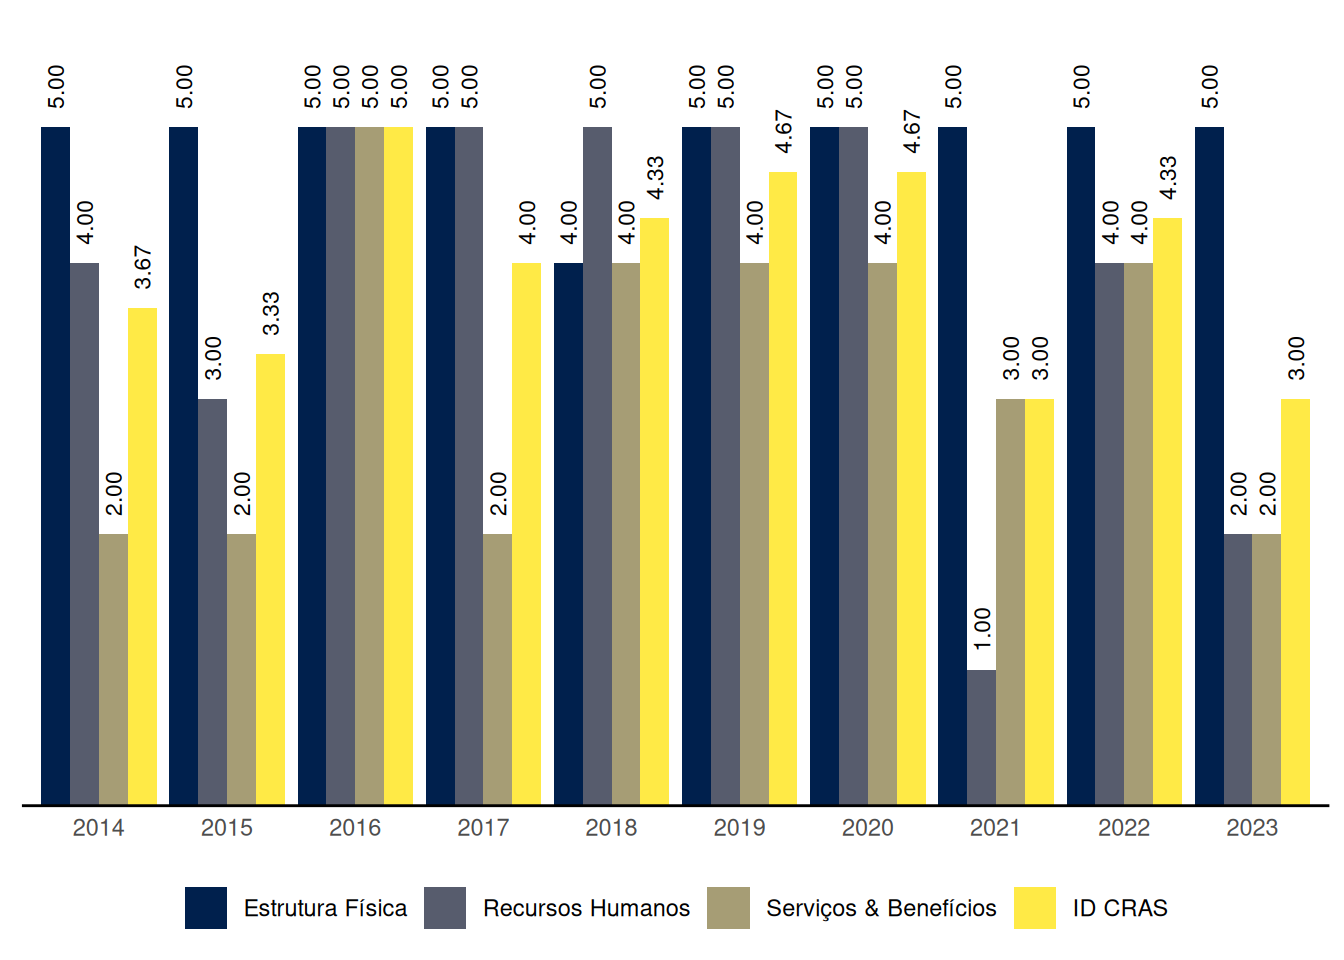 5.00 4.00 2.00 3.67
5.00 3.00 2.00 3.33
5.00 5.00 5.00 5.00
5.00 5.00 2.00 4.00
4.00 5.00 4.00 4.33
5.00 5.00 4.00 4.67
5.00 5.00 4.00 4.67
5.00 1.00 3.00 3.00
5.00 4.00 4.00 4.33
5.00 2.00 2.00 3.00
2014 2015 2016 2017 2018 2019 2020 2021 2022 2023
Estrutura Física Recursos Humanos Serviços & Benefícios ID CRAS